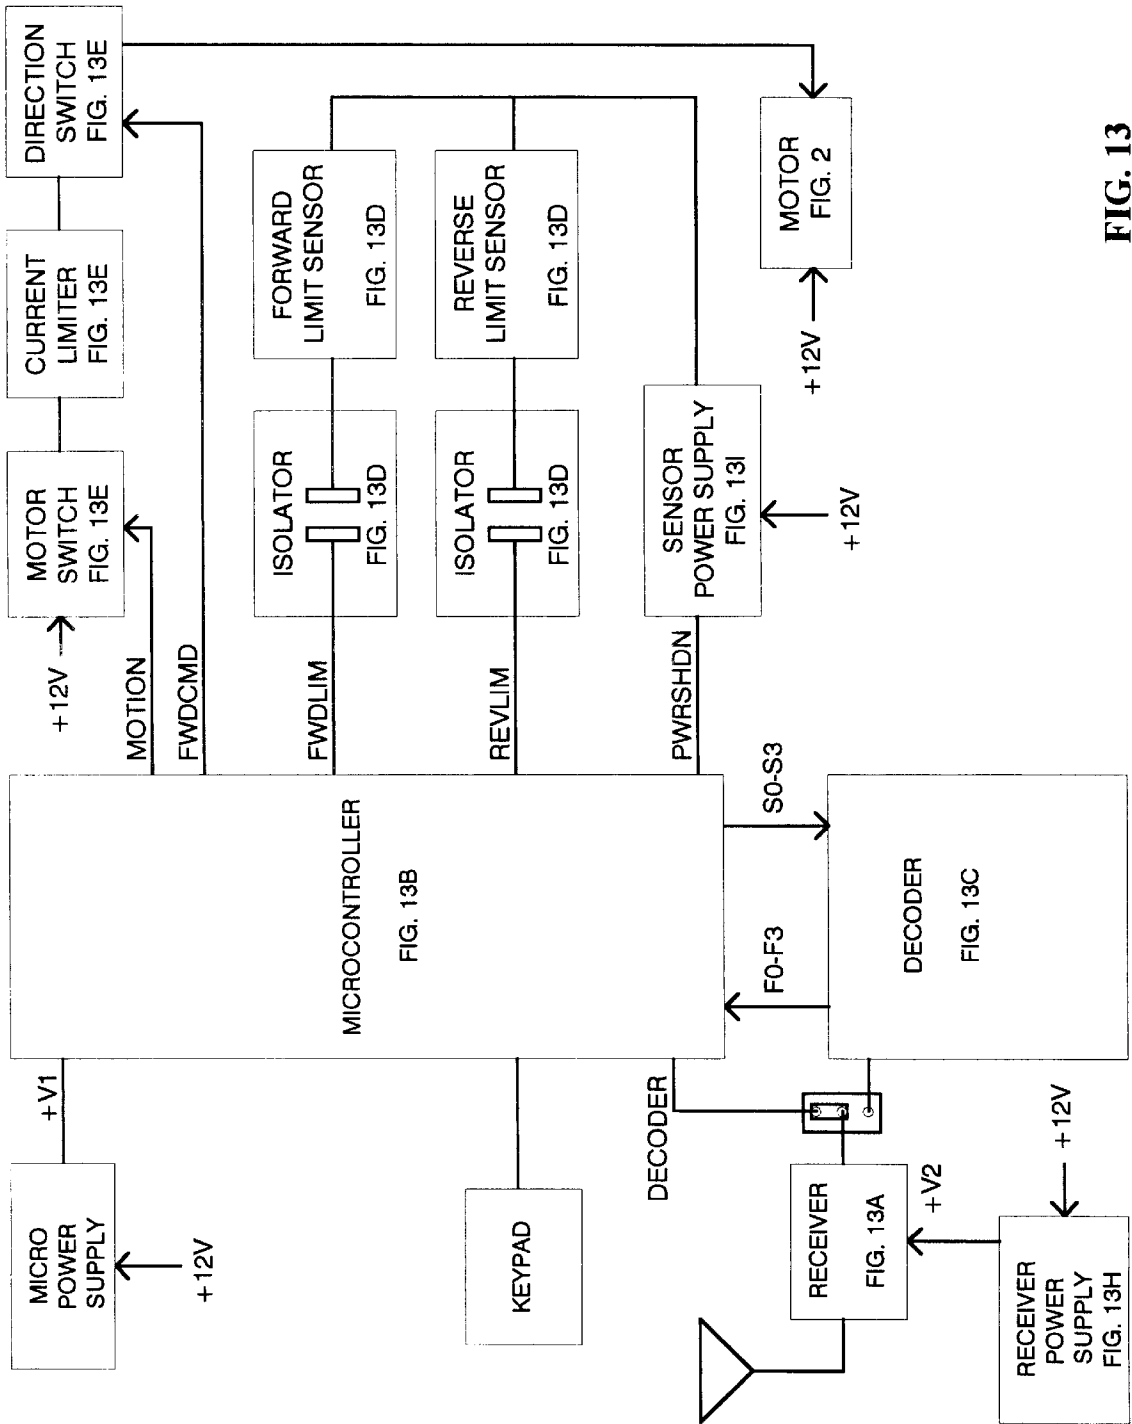 MICRO
POWER
SUPPLY
+12V
+V1
KEYPAD
RECEIVER
FIG. 13A
+V2
RECEIVER
POWER
SUPPLY
FIG. 13H
+12V
DECODER
MICROCONTROLLER
FIG. 13B
F0-F3
S0-S3
DECODER
FIG. 13C
+12V
MOTION
FWDCMD
FWDLIM
REVLIM
PWRSHDN
MOTOR
SWITCH
FIG. 13E
CURRENT
LIMITER
FIG. 13E
DIRECTION
SWITCH
FIG. 13E
ISOLATOR
FIG. 13D
FORWARD
LIMIT SENSOR
FIG. 13D
ISOLATOR
FIG. 13D
REVERSE
LIMIT SENSOR
FIG. 13D
SENSOR
POWER SUPPLY
FIG. 13I
+12V
+12V
MOTOR
FIG. 2
FIG. 13